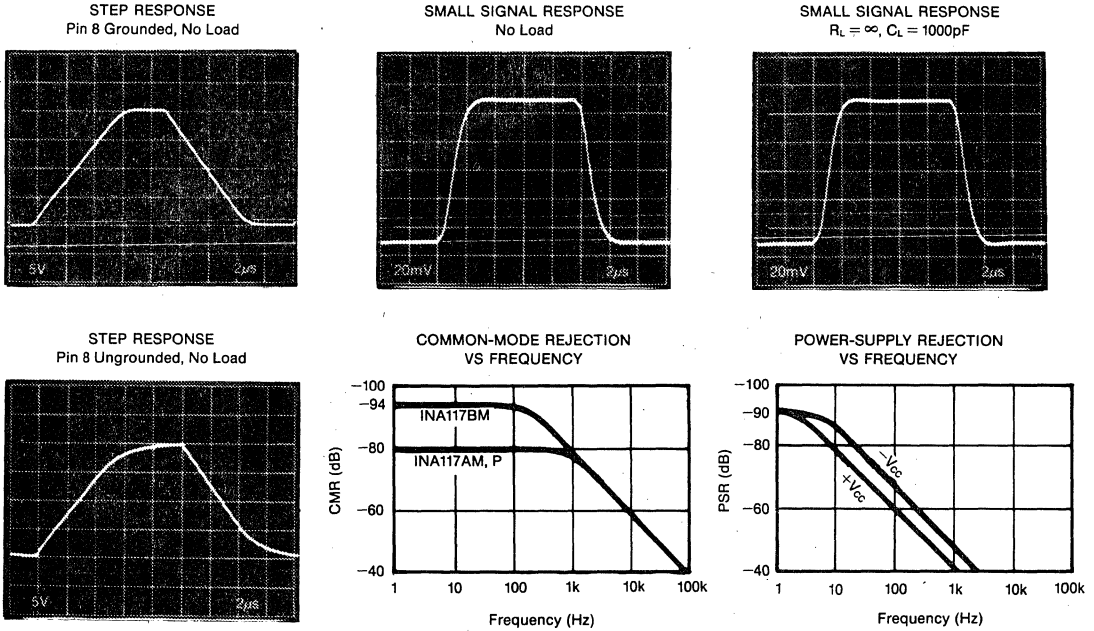 STEP RESPONSE
Pin 8 Grounded, No Load
5V
2µs
SMALL SIGNAL RESPONSE
No Load
20mV
2µs
SMALL SIGNAL RESPONSE
RL = ∞, CL = 1000pF
20mV
2µs
STEP RESPONSE
Pin 8 Ungrounded, No Load
5V
2µs
COMMON-MODE REJECTION
VS FREQUENCY
CMR (dB)
−100
−94
−80
−60
−40
INA117BM
INA117AM, P
1
10
100
1k
10k
100k
Frequency (Hz)
POWER-SUPPLY REJECTION
VS FREQUENCY
PSR (dB)
−100
−90
−80
−60
−40
−VCC
+VCC
1
10
100
1k
10k
100k
Frequency (Hz)